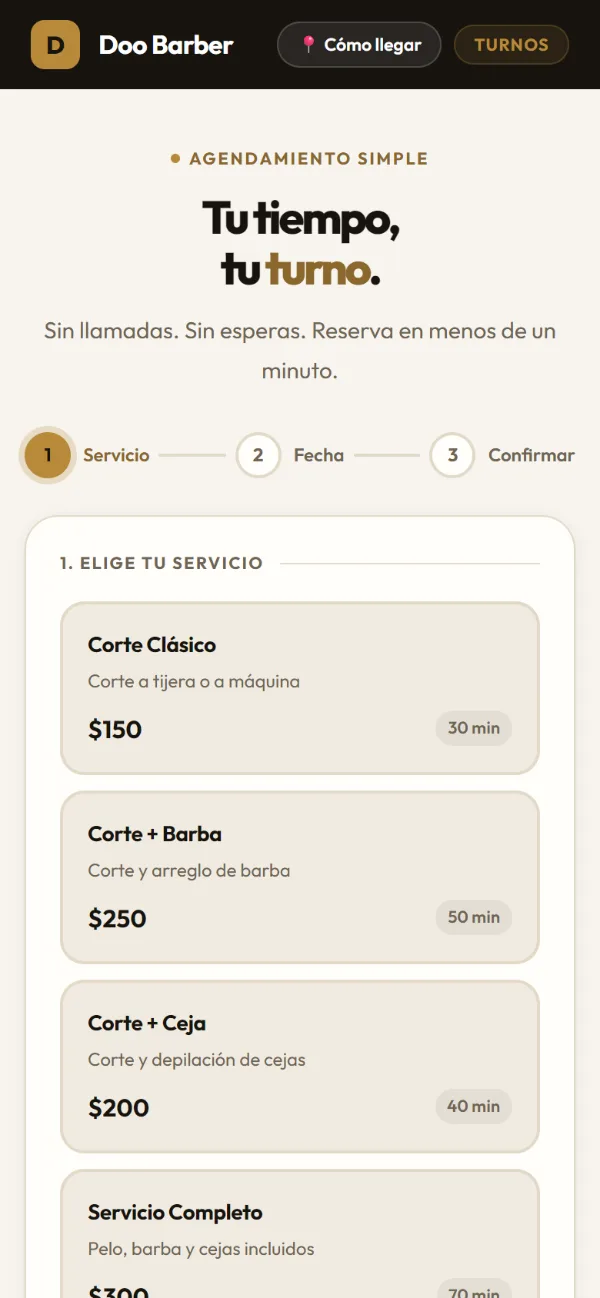 D
Doo Barber
Cómo llegar
TURNOS
AGENDAMIENTO SIMPLE
Tu tiempo,
tu turno.
Sin llamadas. Sin esperas. Reserva en menos de un
minuto.
1 Servicio
2 Fecha
3 Confirmar
1. ELIGE TU SERVICIO
Corte Clásico
Corte a tijera o a máquina
$150
30 min
Corte + Barba
Corte y arreglo de barba
$250
50 min
Corte + Ceja
Corte y depilación de cejas
$200
40 min
Servicio Completo
Pelo, barba y cejas incluidos
$300
70 min